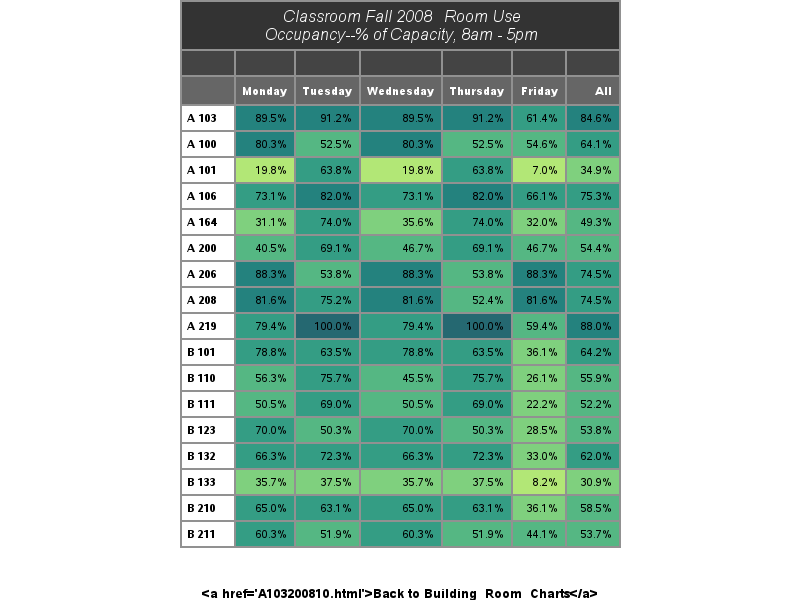 Classroom Fall 2008 Room Use
Occupancy--% of Capacity, 8am - 5pm
Monday Tuesday Wednesday Thursday Friday All
A 103 89.5% 91.2% 89.5% 91.2% 61.4% 84.6%
A 100 80.3% 52.5% 80.3% 52.5% 54.6% 64.1%
A 101 19.8% 63.8% 19.8% 63.8% 7.0% 34.9%
A 106 73.1% 82.0% 73.1% 82.0% 66.1% 75.3%
A 164 31.1% 74.0% 35.6% 74.0% 32.0% 49.3%
A 200 40.5% 69.1% 46.7% 69.1% 46.7% 54.4%
A 206 88.3% 53.8% 88.3% 53.8% 88.3% 74.5%
A 208 81.6% 75.2% 81.6% 52.4% 81.6% 74.5%
A 219 79.4% 100.0% 79.4% 100.0% 59.4% 88.0%
B 101 78.8% 63.5% 78.8% 63.5% 36.1% 64.2%
B 110 56.3% 75.7% 45.5% 75.7% 26.1% 55.9%
B 111 50.5% 69.0% 50.5% 69.0% 22.2% 52.2%
B 123 70.0% 50.3% 70.0% 50.3% 28.5% 53.8%
B 132 66.3% 72.3% 66.3% 72.3% 33.0% 62.0%
B 133 35.7% 37.5% 35.7% 37.5% 8.2% 30.9%
B 210 65.0% 63.1% 65.0% 63.1% 36.1% 58.5%
B 211 60.3% 51.9% 60.3% 51.9% 44.1% 53.7%
<a href='A103200810.html'>Back to Building Room Charts</a>